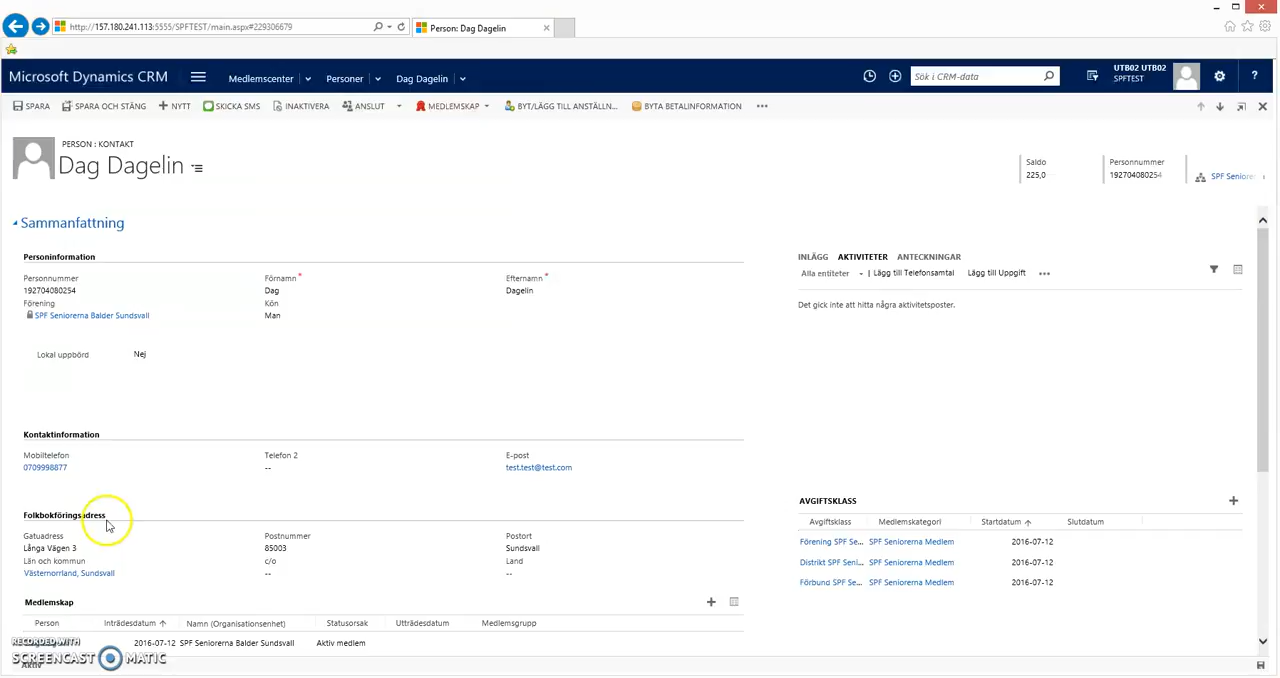 http://157.180.241.113:5555/SPFTEST/main.aspx#229306679
Person: Dag Dagelin
Microsoft Dynamics CRM
Medlemscenter
Personer
Dag Dagelin
Sök i CRM-data
UTB02 UTB02
SPFTEST
?
SPARA
SPARA OCH STÄNG
NYTT
SKICKA SMS
INAKTIVERA
ANSLUT
MEDLEMSKAP
BYT/LÄGG TILL ANSTÄLLN...
BYTA BETALINFORMATION
PERSON : KONTAKT
Dag Dagelin
Saldo
225,0
Personnummer
192704080254
SPF Seniore
Sammanfattning
Personinformation
Personnummer
192704080254
Förnamn *
Dag
Efternamn *
Dagelin
Förening
SPF Seniorerna Balder Sundsvall
Kön
Man
Lokal uppbörd Nej
Kontaktinformation
Mobiltelefon
0709998877
Telefon 2
--
E-post
test.test@test.com
Folkbokföringsadress
Gatuadress
Långa Vägen 3
Postnummer
85003
Postort
Sundsvall
Län och kommun
Västernorrland, Sundsvall
c/o
--
Land
--
Medlemskap
Person Inträdesdatum Namn (Organisationsenhet) Statusorsak Utträdesdatum Medlemsgrupp
2016-07-12 SPF Seniorerna Balder Sundsvall Aktiv medlem
INLÄGG AKTIVITETER ANTECKNINGAR
Alla entiteter | Lägg till Telefonsamtal Lägg till Uppgift
Det gick inte att hitta några aktivitetsposter.
AVGIFTSKLASS
Avgiftsklass Medlemskategori Startdatum Slutdatum
Förening SPF Se... SPF Seniorerna Medlem 2016-07-12
Distrikt SPF Seni... SPF Seniorerna Medlem 2016-07-12
Förbund SPF Se... SPF Seniorerna Medlem 2016-07-12
RECORDED WITH
SCREENCAST MATIC
Aktiv